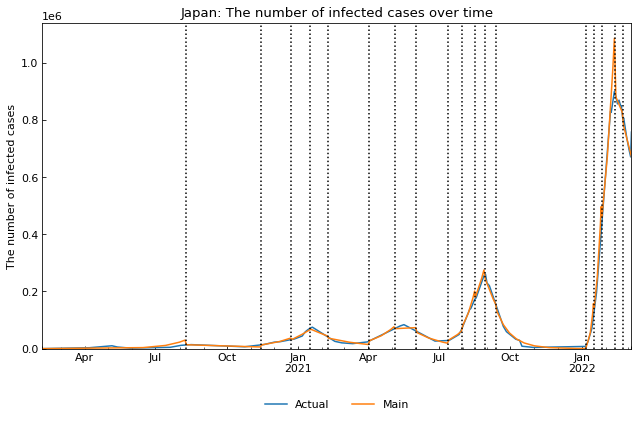 Japan: The number of infected cases over time
1e6
The number of infected cases
1.0
0.8
0.6
0.4
0.2
0.0
Apr Jul Oct Jan Apr Jul Oct Jan
2021 2022
Actual Main